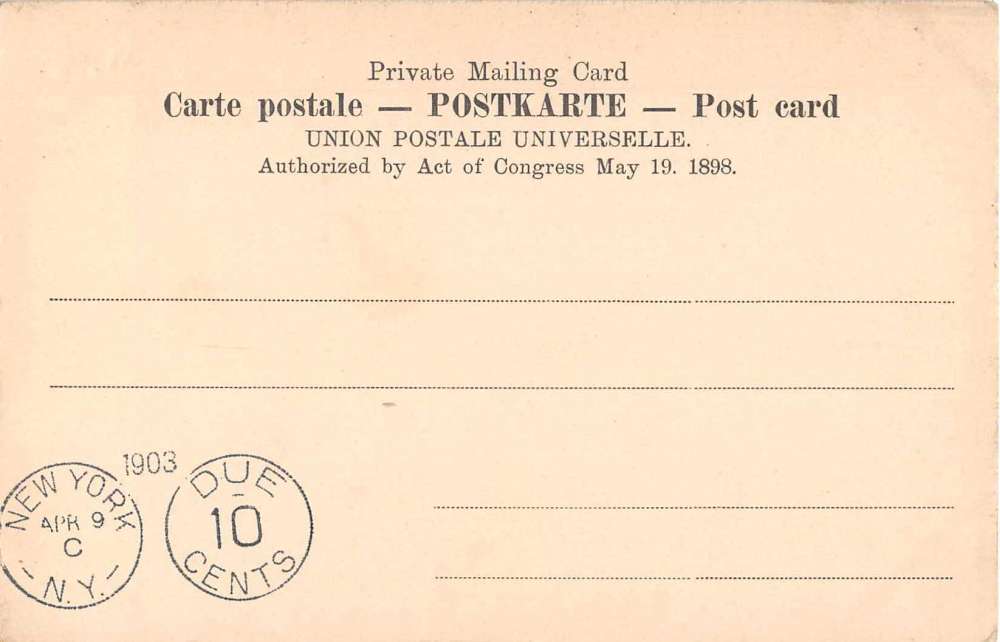 Private Mailing Card
Carte postale — POSTKARTE — Post card
UNION POSTALE UNIVERSELLE.
Authorized by Act of Congress May 19. 1898.
1903
NEW YORK
APR 9
C
N.Y.
DUE
10
CENTS